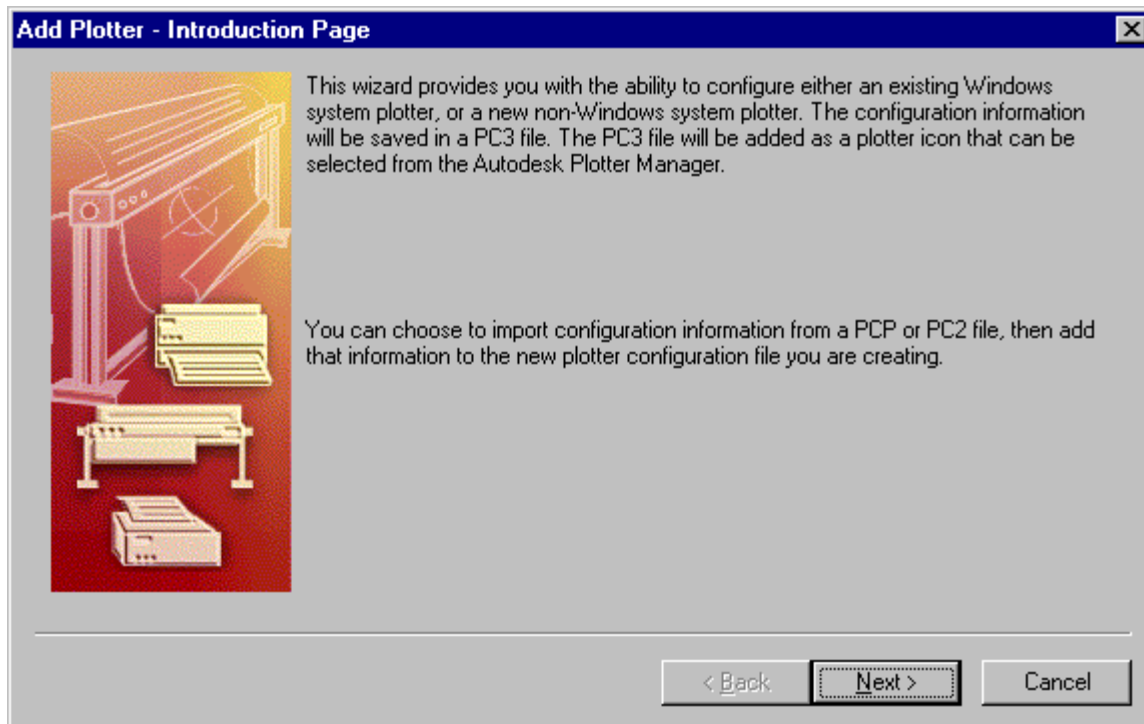 Add Plotter - Introduction Page
This wizard provides you with the ability to configure either an existing Windows
system plotter, or a new non-Windows system plotter. The configuration information
will be saved in a PC3 file. The PC3 file will be added as a plotter icon that can be
selected from the Autodesk Plotter Manager.
You can choose to import configuration information from a PCP or PC2 file, then add
that information to the new plotter configuration file you are creating.
< Back
Next >
Cancel